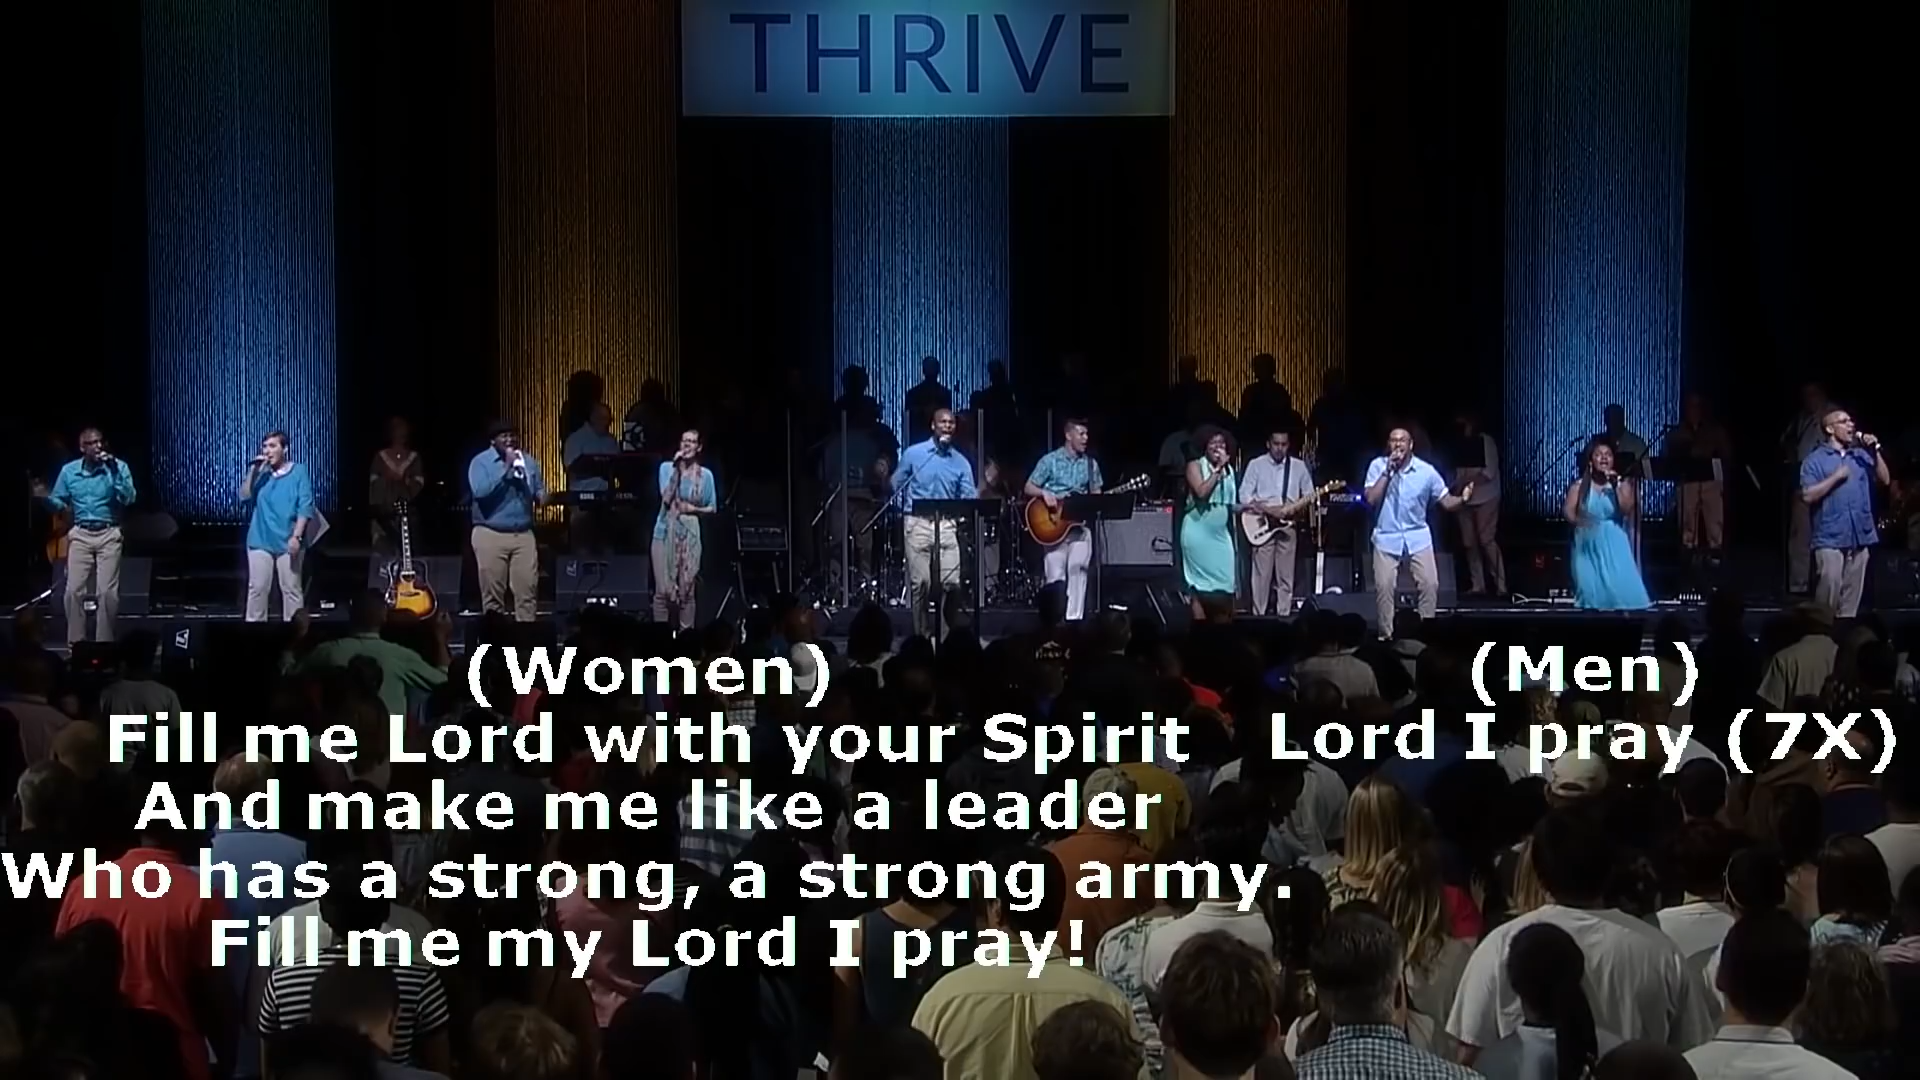 THRIVE
(Women)
Fill me Lord with your Spirit
And make me like a leader
Who has a strong, a strong army.
Fill me my Lord I pray!
(Men)
Lord I pray (7X)